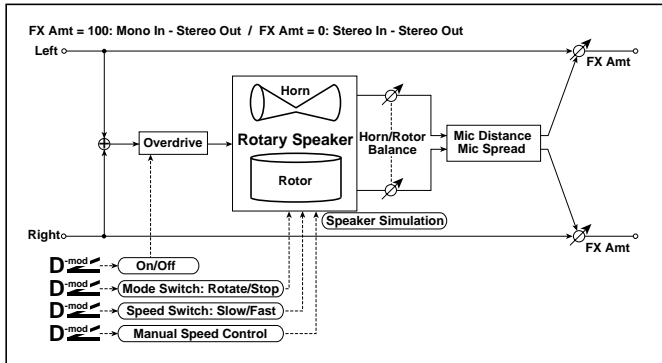 FX Amt = 100: Mono In - Stereo Out / FX Amt = 0: Stereo In - Stereo Out
Left
FX Amt
Horn
Overdrive
Rotary Speaker
Horn/Rotor
Balance
Mic Distance
Mic Spread
Rotor
Speaker Simulation
Right
FX Amt
D-mod
On/Off
D-mod
Mode Switch: Rotate/Stop
D-mod
Speed Switch: Slow/Fast
D-mod
Manual Speed Control